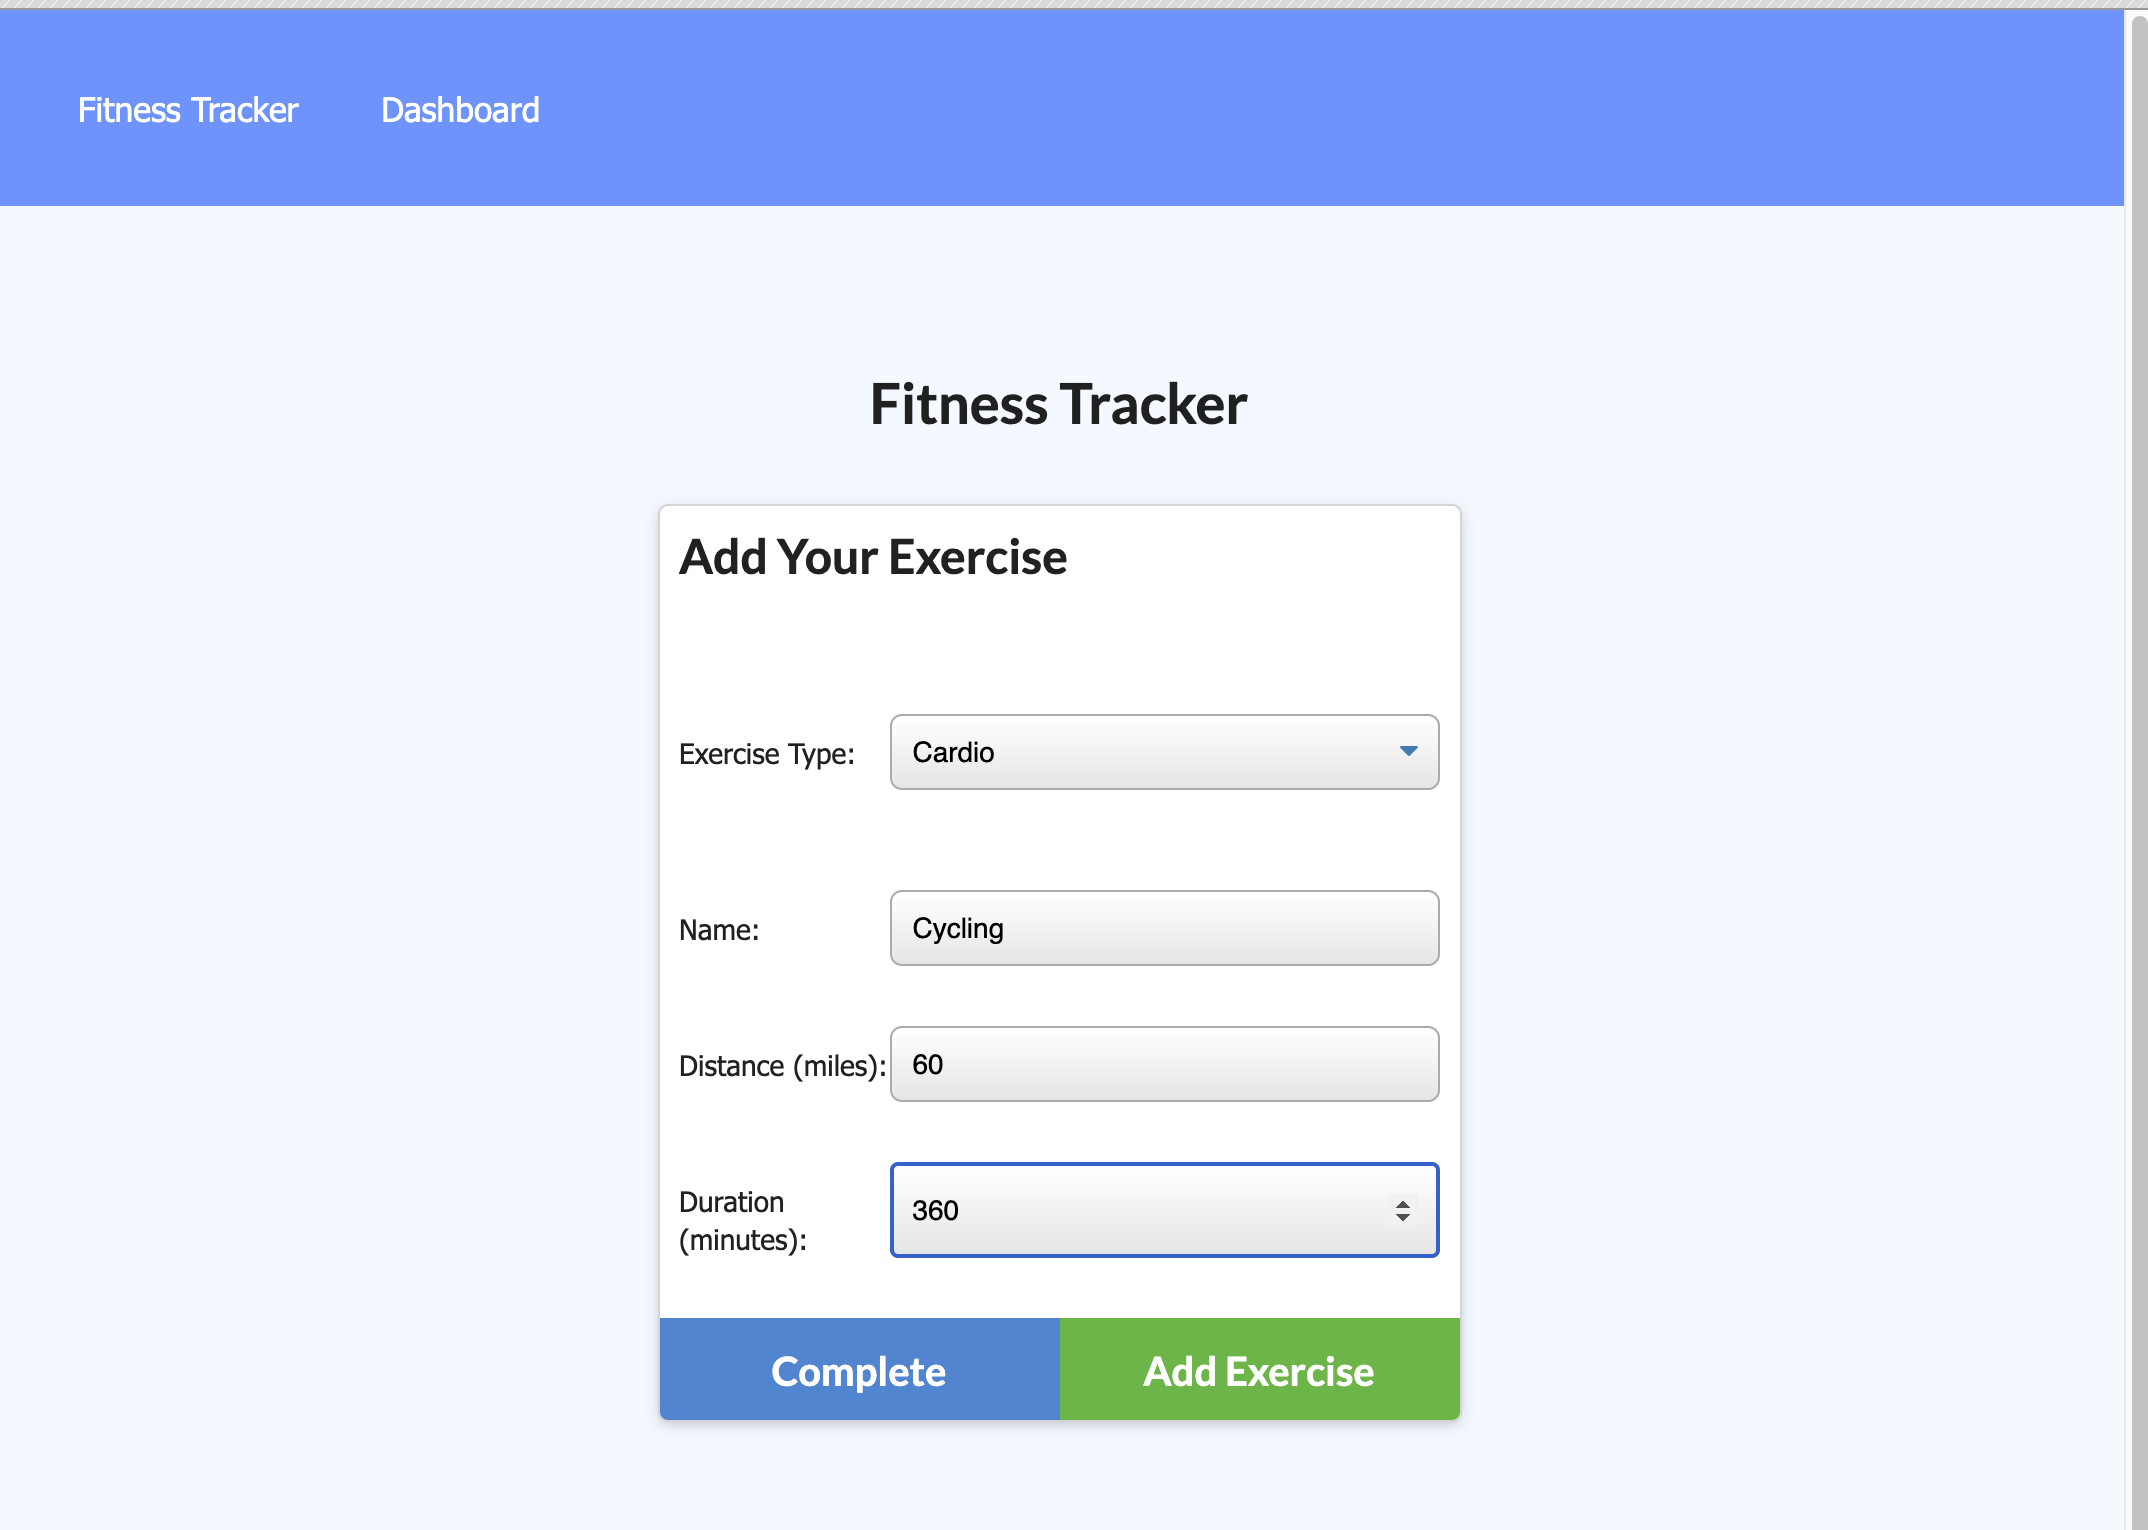 Fitness Tracker Dashboard
Fitness Tracker
Add Your Exercise
Exercise Type: Cardio
Name: Cycling
Distance (miles): 60
Duration (minutes): 360
Complete Add Exercise